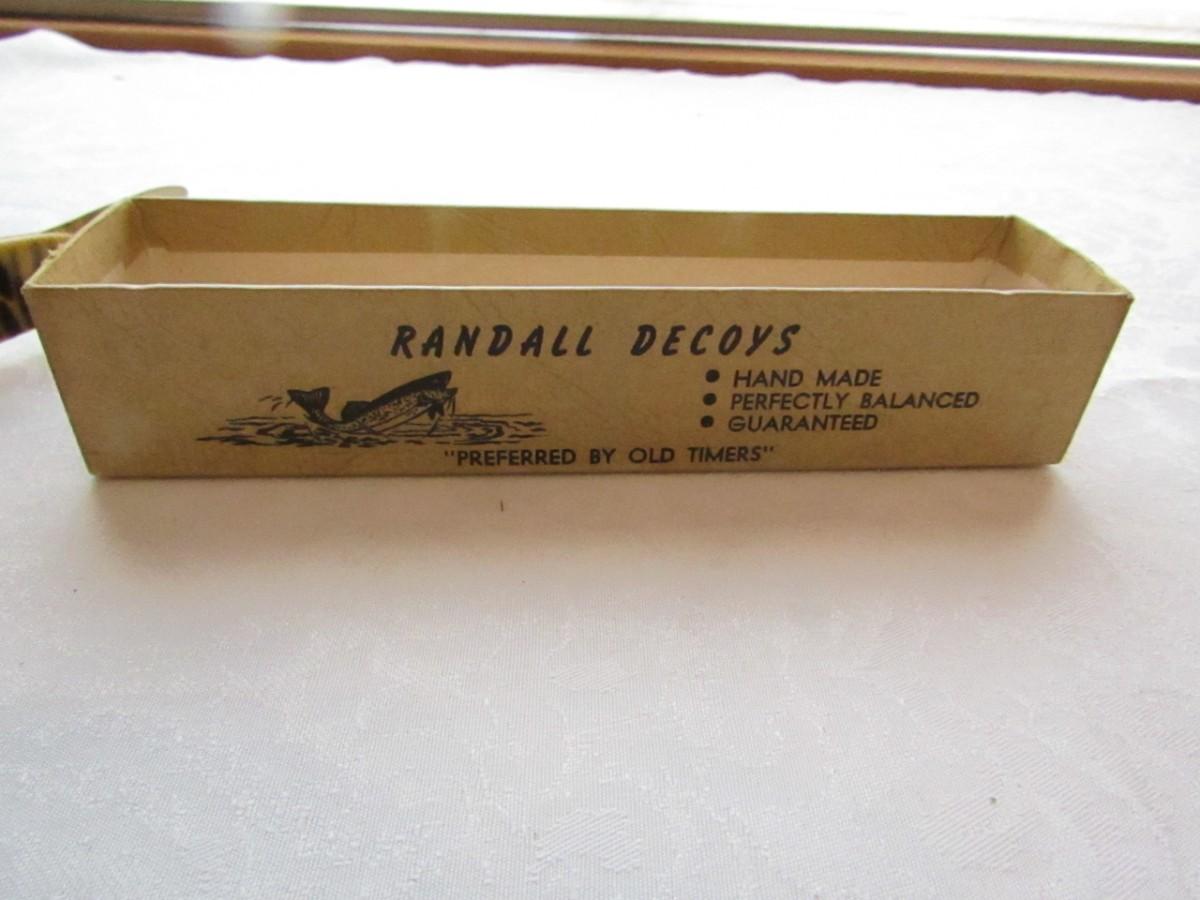 RANDALL DECOYS
• HAND MADE
• PERFECTLY BALANCED
• GUARANTEED
"PREFERRED BY OLD TIMERS"